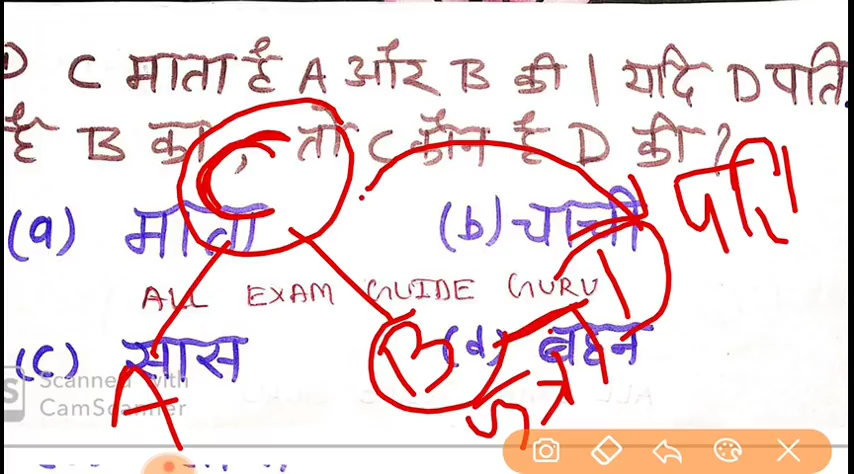 C माता है A और B की | यदि D पति
है B का, तो C कौन है D की ?
(a) माता (b) चाची पति
ALL EXAM GUIDE GURU
(c) सास (d) बहन
Scanned with
CamScanner
C
A B